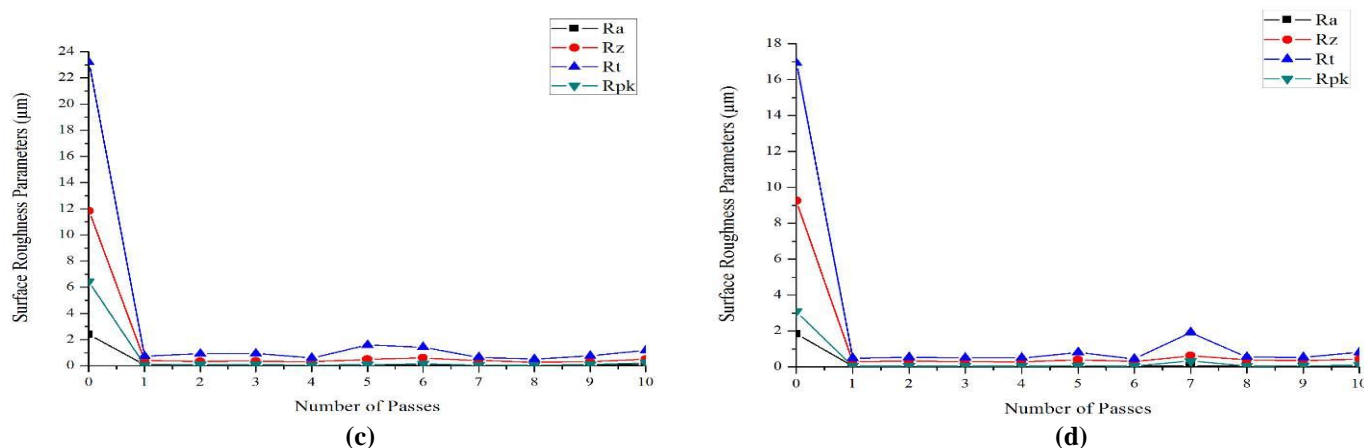 Ra
Rz
Rt
Rpk
24
22
20
18
16
14
12
10
8
6
4
2
0
0 1 2 3 4 5 6 7 8 9 10
Surface Roughness Parameters (µm)
Number of Passes
(c)
Ra
Rz
Rt
Rpk
18
16
14
12
10
8
6
4
2
0
0 1 2 3 4 5 6 7 8 9 10
Surface Roughness Parameters (µm)
Number of Passes
(d)